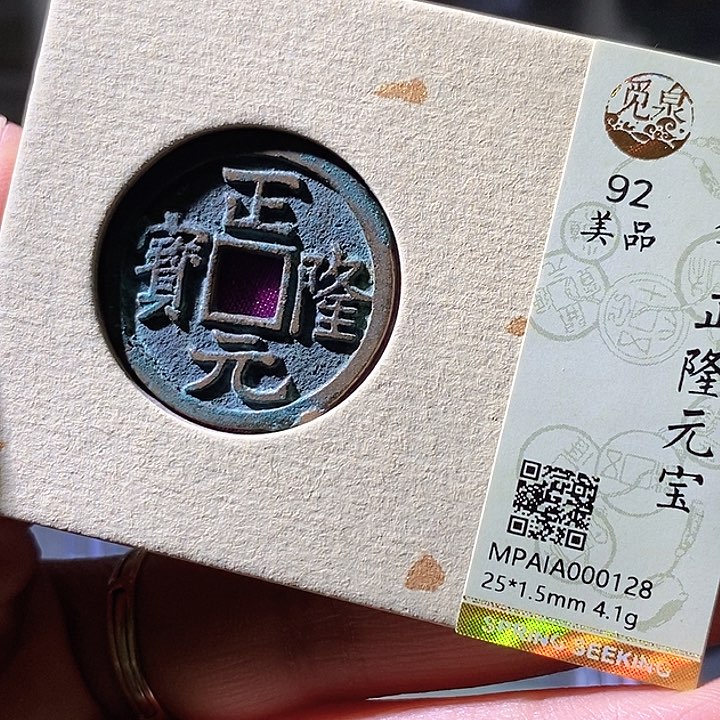 正
隆
元
寶
觅泉
92
美品
正隆元宝
MPAIA000128
25*1.5mm 4.1g
SPRING SEEKING